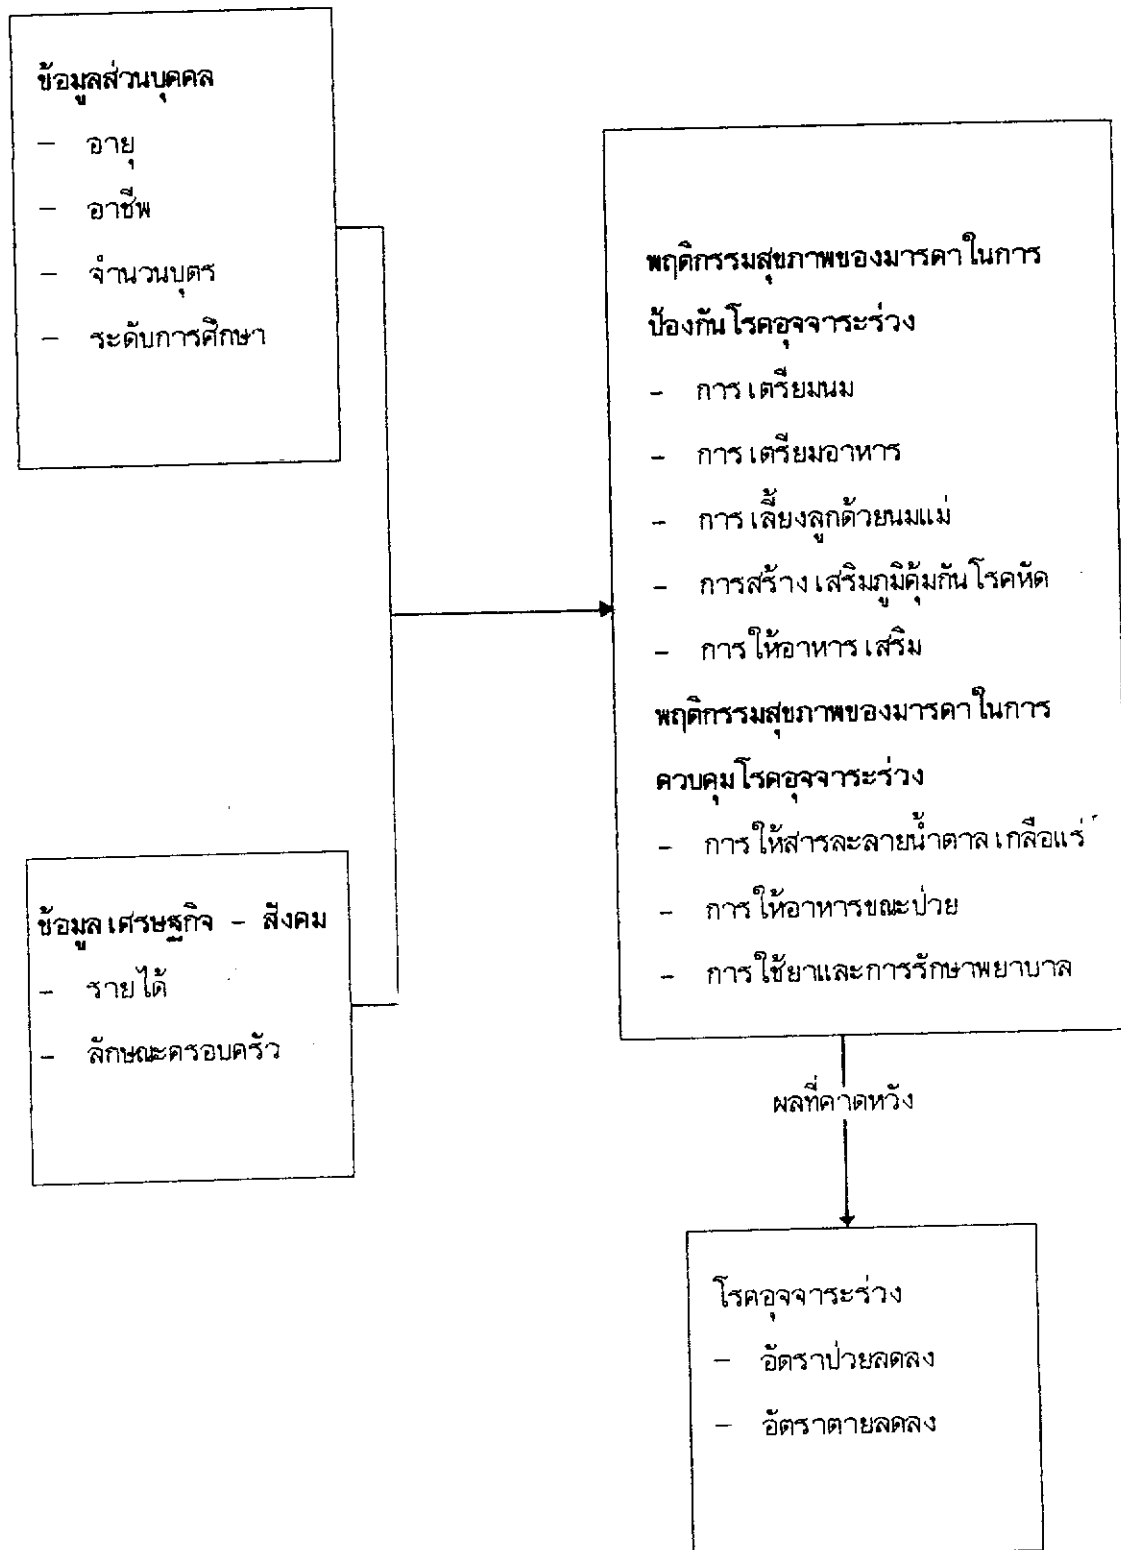 ข้อมูลส่วนบุคคล
- อายุ
- อาชีพ
- จำนวนบุตร
- ระดับการศึกษา
ข้อมูลเศรษฐกิจ - สังคม
- รายได้
- ลักษณะครอบครัว
พฤติกรรมสุขภาพของมารดาในการ
ป้องกันโรคอุจจาระร่วง
- การเตรียมนม
- การเตรียมอาหาร
- การเลี้ยงลูกด้วยนมแม่
- การสร้างเสริมภูมิคุ้มกันโรคหัด
- การให้อาหารเสริม
พฤติกรรมสุขภาพของมารดาในการ
ควบคุมโรคอุจจาระร่วง
- การให้สารละลายน้ำตาลเกลือแร่
- การให้อาหารขณะป่วย
- การใช้ยาและการรักษาพยาบาล
ผลที่คาดหวัง
โรคอุจจาระร่วง
- อัตราป่วยลดลง
- อัตราตายลดลง